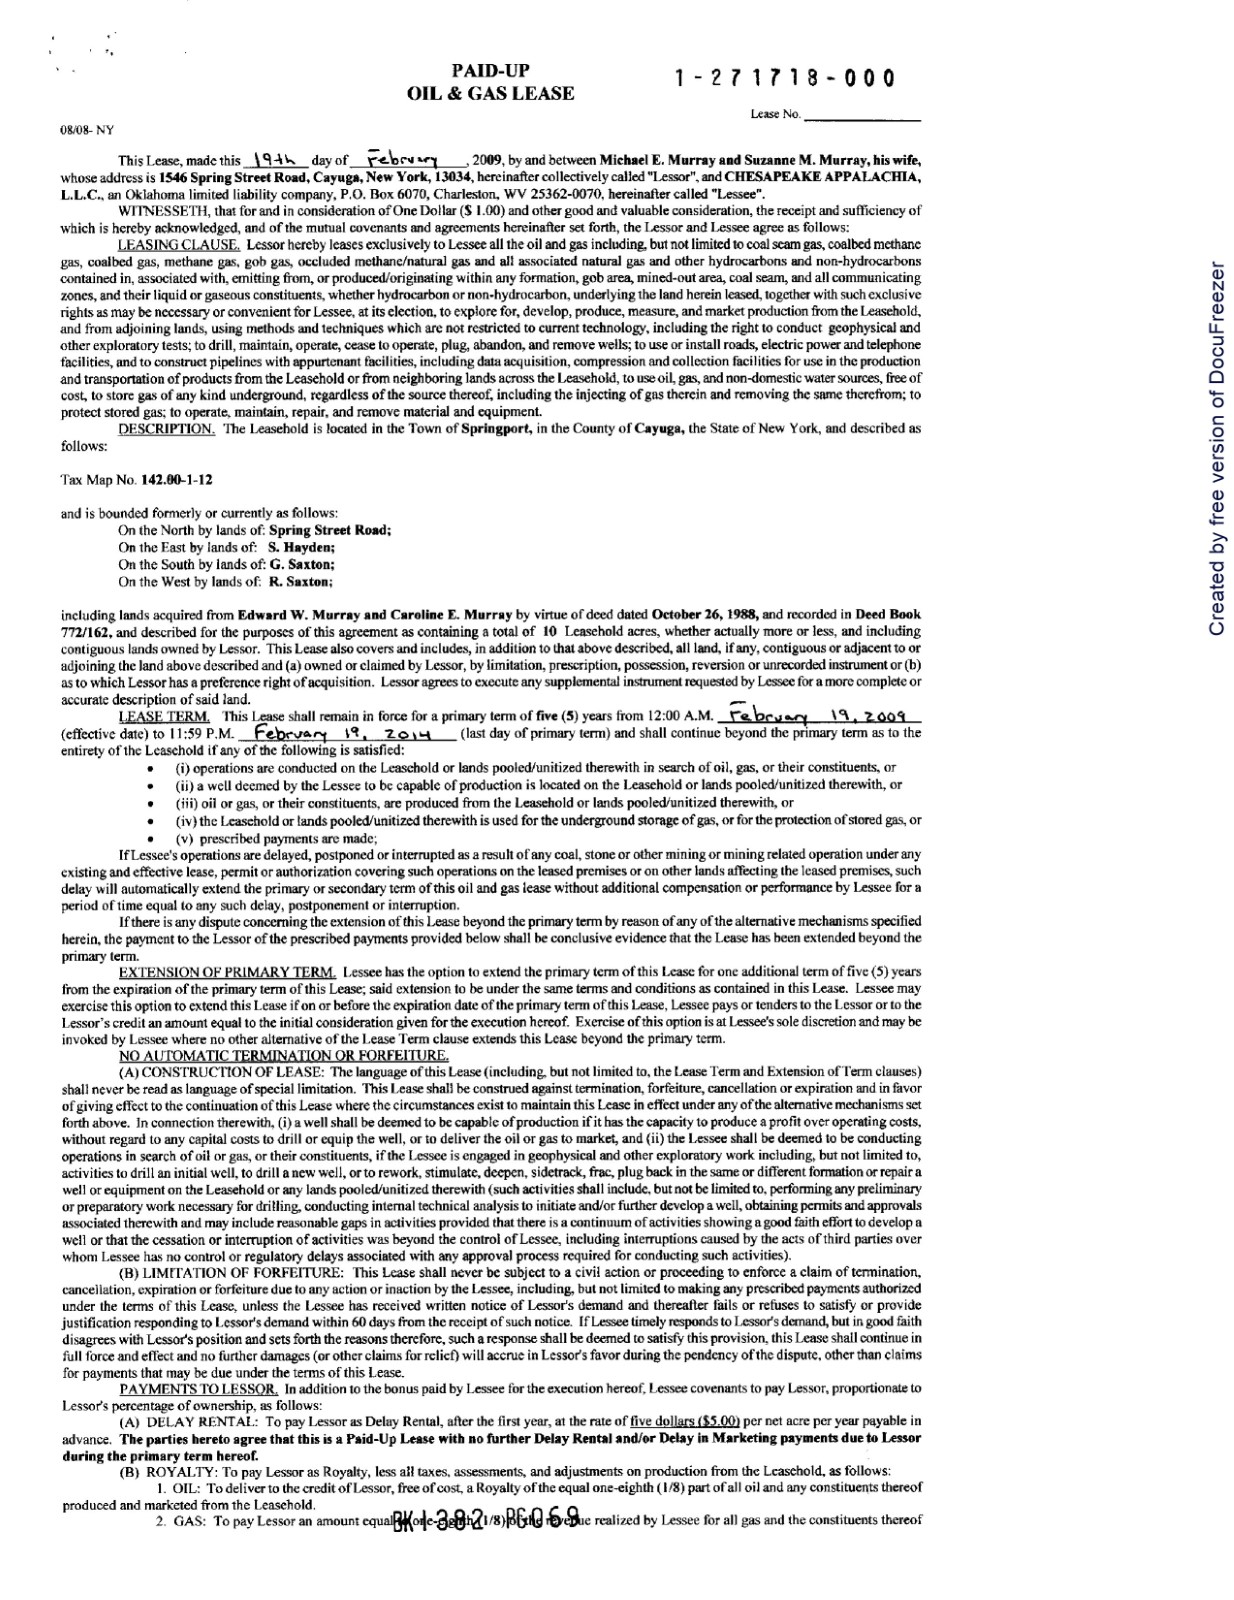 PAID-UP
OIL & GAS LEASE
1-271718-000
Lease No.
08/08- NY
This Lease, made this 19th day of February, 2009, by and between Michael E. Murray and Suzanne M. Murray, his wife,
whose address is 1546 Spring Street Road, Cayuga, New York, 13034, hereinafter collectively called "Lessor", and CHESAPEAKE APPALACHIA,
L.L.C., an Oklahoma limited liability company, P.O. Box 6070, Charleston, WV 25362-0070, hereinafter called "Lessee".
WITNESSETH, that for and in consideration of One Dollar ($ 1.00) and other good and valuable consideration, the receipt and sufficiency of
which is hereby acknowledged, and of the mutual covenants and agreements hereinafter set forth, the Lessor and Lessee agree as follows:
LEASING CLAUSE. Lessor hereby leases exclusively to Lessee all the oil and gas including, but not limited to coal seam gas, coalbed methane
gas, coalbed gas, methane gas, gob gas, occluded methane/natural gas and all associated natural gas and other hydrocarbons and non-hydrocarbons
contained in, associated with, emitting from, or produced/originating within any formation, gob area, mined-out area, coal seam, and all communicating
zones, and their liquid or gaseous constituents, whether hydrocarbon or non-hydrocarbon, underlying the land herein leased, together with such exclusive
rights as may be necessary or convenient for Lessee, at its election, to explore for, develop, produce, measure, and market production from the Leasehold,
and from adjoining lands, using methods and techniques which are not restricted to current technology, including the right to conduct geophysical and
other exploratory tests; to drill, maintain, operate, cease to operate, plug, abandon, and remove wells; to use or install roads, electric power and telephone
facilities, and to construct pipelines with appurtenant facilities, including data acquisition, compression and collection facilities for use in the production
and transportation of products from the Leasehold or from neighboring lands across the Leasehold, to use oil, gas, and non-domestic water sources, free of
cost, to store gas of any kind underground, regardless of the source thereof, including the injecting of gas therein and removing the same therefrom; to
protect stored gas; to operate, maintain, repair, and remove material and equipment.
DESCRIPTION. The Leasehold is located in the Town of Springport, in the County of Cayuga, the State of New York, and described as
follows:
Tax Map No. 142.00-1-12
and is bounded formerly or currently as follows:
On the North by lands of: Spring Street Road;
On the East by lands of: S. Hayden;
On the South by lands of: G. Saxton;
On the West by lands of: R. Saxton;
including lands acquired from Edward W. Murray and Caroline E. Murray by virtue of deed dated October 26, 1988, and recorded in Deed Book
772/162, and described for the purposes of this agreement as containing a total of 10 Leasehold acres, whether actually more or less, and including
contiguous lands owned by Lessor. This Lease also covers and includes, in addition to that above described, all land, if any, contiguous or adjacent to or
adjoining the land above described and (a) owned or claimed by Lessor, by limitation, prescription, possession, reversion or unrecorded instrument or (b)
as to which Lessor has a preference right of acquisition. Lessor agrees to execute any supplemental instrument requested by Lessee for a more complete or
accurate description of said land.
LEASE TERM. This Lease shall remain in force for a primary term of five (5) years from 12:00 A.M. February 19, 2009
(effective date) to 11:59 P.M. February 19, 2014 (last day of primary term) and shall continue beyond the primary term as to the
entirety of the Leasehold if any of the following is satisfied:
• (i) operations are conducted on the Leasehold or lands pooled/unitized therewith in search of oil, gas, or their constituents, or
• (ii) a well deemed by the Lessee to be capable of production is located on the Leasehold or lands pooled/unitized therewith, or
• (iii) oil or gas, or their constituents, are produced from the Leasehold or lands pooled/unitized therewith, or
• (iv) the Leasehold or lands pooled/unitized therewith is used for the underground storage of gas, or for the protection of stored gas, or
• (v) prescribed payments are made;
If Lessee's operations are delayed, postponed or interrupted as a result of any coal, stone or other mining or mining related operation under any
existing and effective lease, permit or authorization covering such operations on the leased premises or on other lands affecting the leased premises, such
delay will automatically extend the primary or secondary term of this oil and gas lease without additional compensation or performance by Lessee for a
period of time equal to any such delay, postponement or interruption.
If there is any dispute concerning the extension of this Lease beyond the primary term by reason of any of the alternative mechanisms specified
herein, the payment to the Lessor of the prescribed payments provided below shall be conclusive evidence that the Lease has been extended beyond the
primary term.
EXTENSION OF PRIMARY TERM. Lessee has the option to extend the primary term of this Lease for one additional term of five (5) years
from the expiration of the primary term of this Lease; said extension to be under the same terms and conditions as contained in this Lease. Lessee may
exercise this option to extend this Lease if on or before the expiration date of the primary term of this Lease, Lessee pays or tenders to the Lessor or to the
Lessor's credit an amount equal to the initial consideration given for the execution hereof. Exercise of this option is at Lessee's sole discretion and may be
invoked by Lessee where no other alternative of the Lease Term clause extends this Lease beyond the primary term.
NO AUTOMATIC TERMINATION OR FORFEITURE.
(A) CONSTRUCTION OF LEASE: The language of this Lease (including, but not limited to, the Lease Term and Extension of Term clauses)
shall never be read as language of special limitation. This Lease shall be construed against termination, forfeiture, cancellation or expiration and in favor
of giving effect to the continuation of this Lease where the circumstances exist to maintain this Lease in effect under any of the alternative mechanisms set
forth above. In connection therewith, (i) a well shall be deemed to be capable of production if it has the capacity to produce a profit over operating costs,
without regard to any capital costs to drill or equip the well, or to deliver the oil or gas to market, and (ii) the Lessee shall be deemed to be conducting
operations in search of oil or gas, or their constituents, if the Lessee is engaged in geophysical and other exploratory work including, but not limited to,
activities to drill an initial well, to drill a new well, or to rework, stimulate, deepen, sidetrack, frac, plug back in the same or different formation or repair a
well or equipment on the Leasehold or any lands pooled/unitized therewith (such activities shall include, but not be limited to, performing any preliminary
or preparatory work necessary for drilling, conducting internal technical analysis to initiate and/or further develop a well, obtaining permits and approvals
associated therewith and may include reasonable gaps in activities provided that there is a continuum of activities showing a good faith effort to develop a
well or that the cessation or interruption of activities was beyond the control of Lessee, including interruptions caused by the acts of third parties over
whom Lessee has no control or regulatory delays associated with any approval process required for conducting such activities).
(B) LIMITATION OF FORFEITURE: This Lease shall never be subject to a civil action or proceeding to enforce a claim of termination,
cancellation, expiration or forfeiture due to any action or inaction by the Lessee, including, but not limited to making any prescribed payments authorized
under the terms of this Lease, unless the Lessee has received written notice of Lessor's demand and thereafter fails or refuses to satisfy or provide
justification responding to Lessor's demand within 60 days from the receipt of such notice. If Lessee timely responds to Lessor's demand, but in good faith
disagrees with Lessor's position and sets forth the reasons therefore, such a response shall be deemed to satisfy this provision, this Lease shall continue in
full force and effect and no further damages (or other claims for relief) will accrue in Lessor's favor during the pendency of the dispute, other than claims
for payments that may be due under the terms of this Lease.
PAYMENTS TO LESSOR. In addition to the bonus paid by Lessee for the execution hereof, Lessee covenants to pay Lessor, proportionate to
Lessor's percentage of ownership, as follows:
(A) DELAY RENTAL: To pay Lessor as Delay Rental, after the first year, at the rate of five dollars ($5.00) per net acre per year payable in
advance. The parties hereto agree that this is a Paid-Up Lease with no further Delay Rental and/or Delay in Marketing payments due to Lessor
during the primary term hereof.
(B) ROYALTY: To pay Lessor as Royalty, less all taxes, assessments, and adjustments on production from the Leasehold, as follows:
1. OIL: To deliver to the credit of Lessor, free of cost, a Royalty of the equal one-eighth (1/8) part of all oil and any constituents thereof
produced and marketed from the Leasehold.
2. GAS: To pay Lessor an amount equal to one-eighth (1/8) of the revenue realized by Lessee for all gas and the constituents thereof
BK1382PG069
Created by free version of DocuFreezer